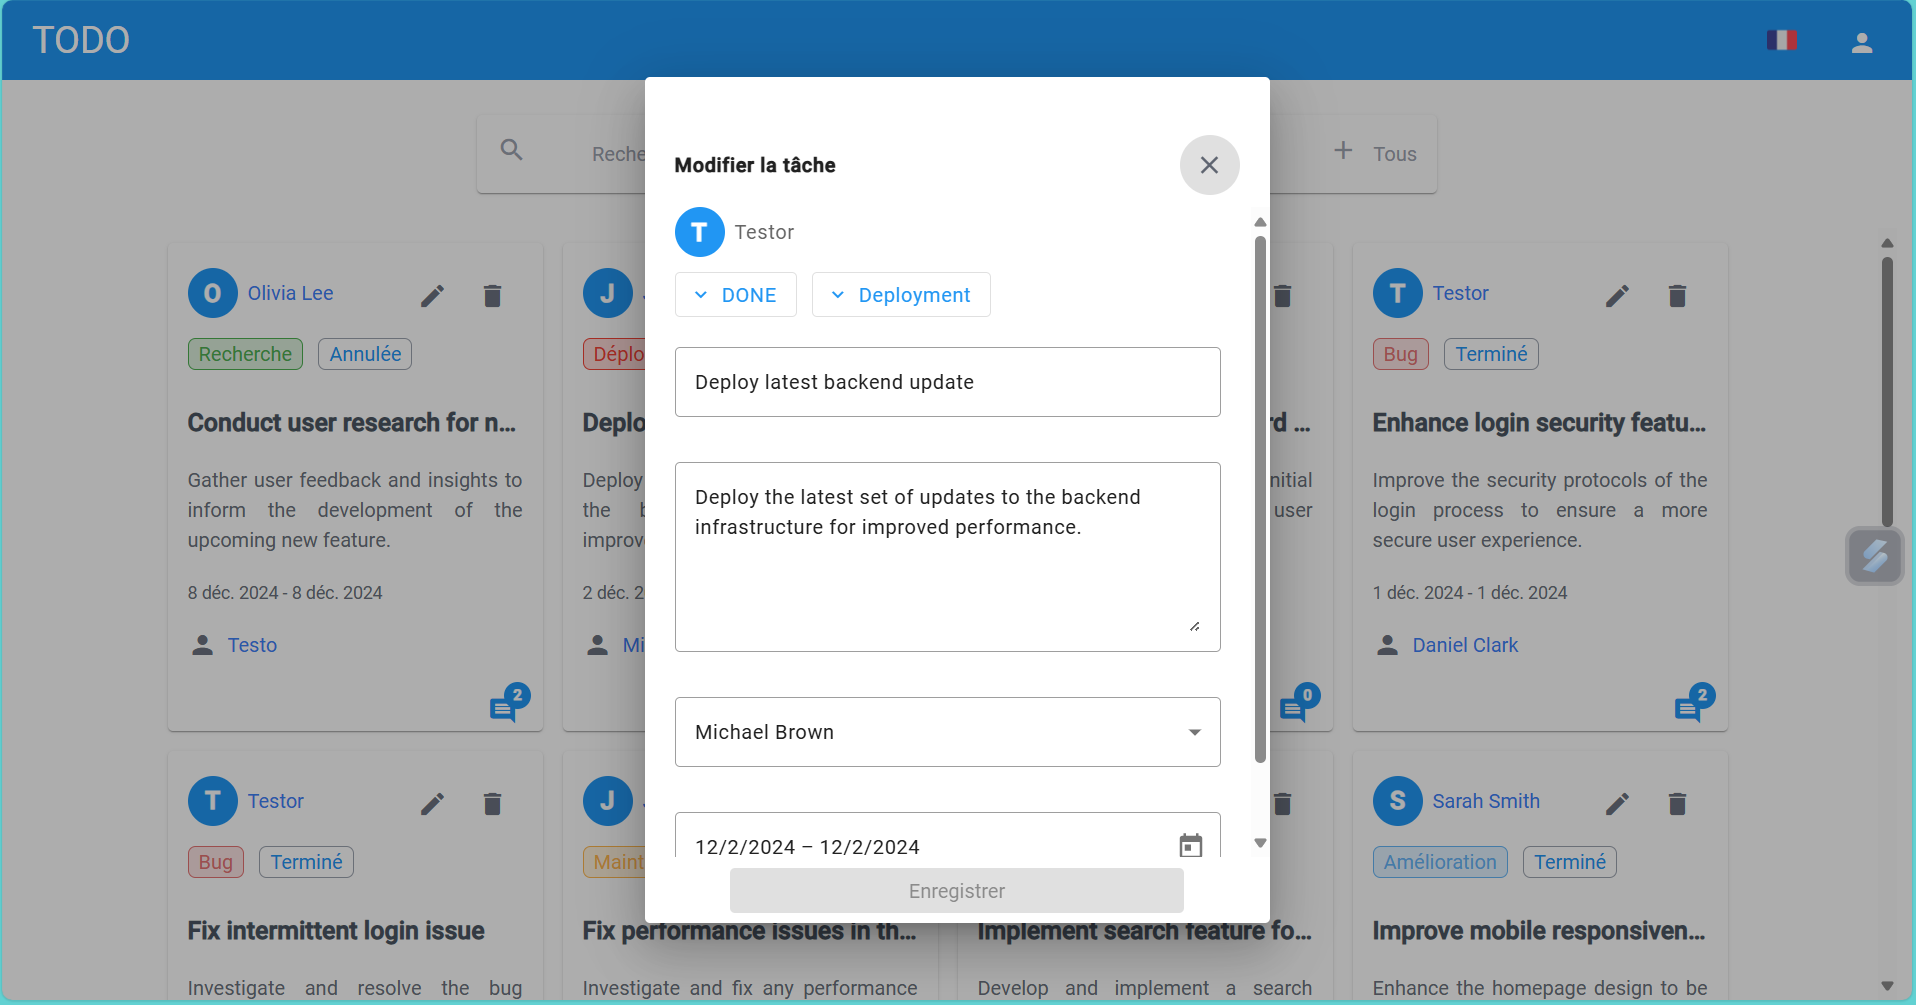 TODO
Reche
Tous
Modifier la tâche
T Testor
DONE Deployment
Deploy latest backend update
Deploy the latest set of updates to the backend
infrastructure for improved performance.
Michael Brown
12/2/2024 – 12/2/2024
Enregistrer
O Olivia Lee
Recherche Annulée
Conduct user research for n...
Gather user feedback and insights to
inform the development of the
upcoming new feature.
8 déc. 2024 - 8 déc. 2024
Testo
2
J
Déplo
Deplo
Deploy
the b
improv
2 déc. 2
Mi
rd ...
nitial
user
0
T Testor
Bug Terminé
Enhance login security featu...
Improve the security protocols of the
login process to ensure a more
secure user experience.
1 déc. 2024 - 1 déc. 2024
Daniel Clark
2
T Testor
Bug Terminé
Fix intermittent login issue
Investigate and resolve the bug
J
Maint
Fix performance issues in th...
Investigate and fix any performance
Implement search feature fo...
Develop and implement a search
S Sarah Smith
Amélioration Terminé
Improve mobile responsiven...
Enhance the homepage design to be